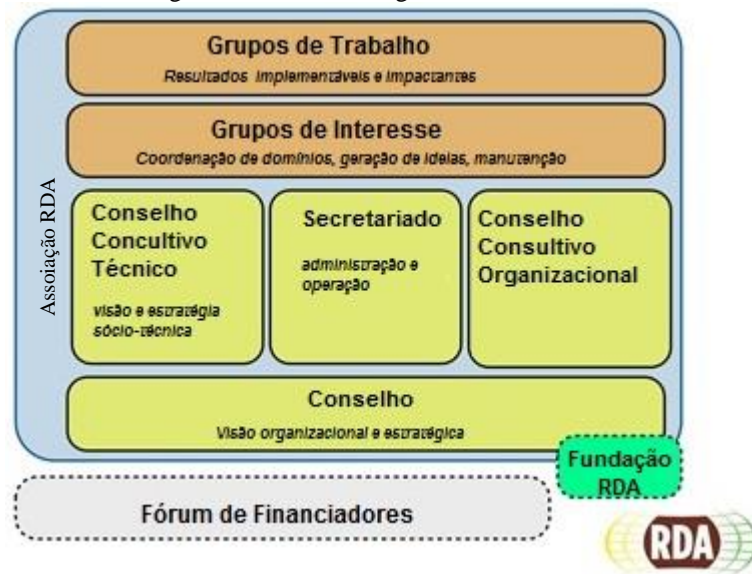 Grupos de Trabalho
Resultados implementáveis e impactantes
Grupos de Interesse
Coordenação de domínios, geração de ideias, manutenção
Assoiação RDA
Conselho
Concultivo
Técnico
visão e estratégia
sócio-técnica
Secretariado
administração e
operação
Conselho
Consultivo
Organizacional
Conselho
Visão organizacional e estratégica
Fundação
RDA
Fórum de Financiadores
RDA